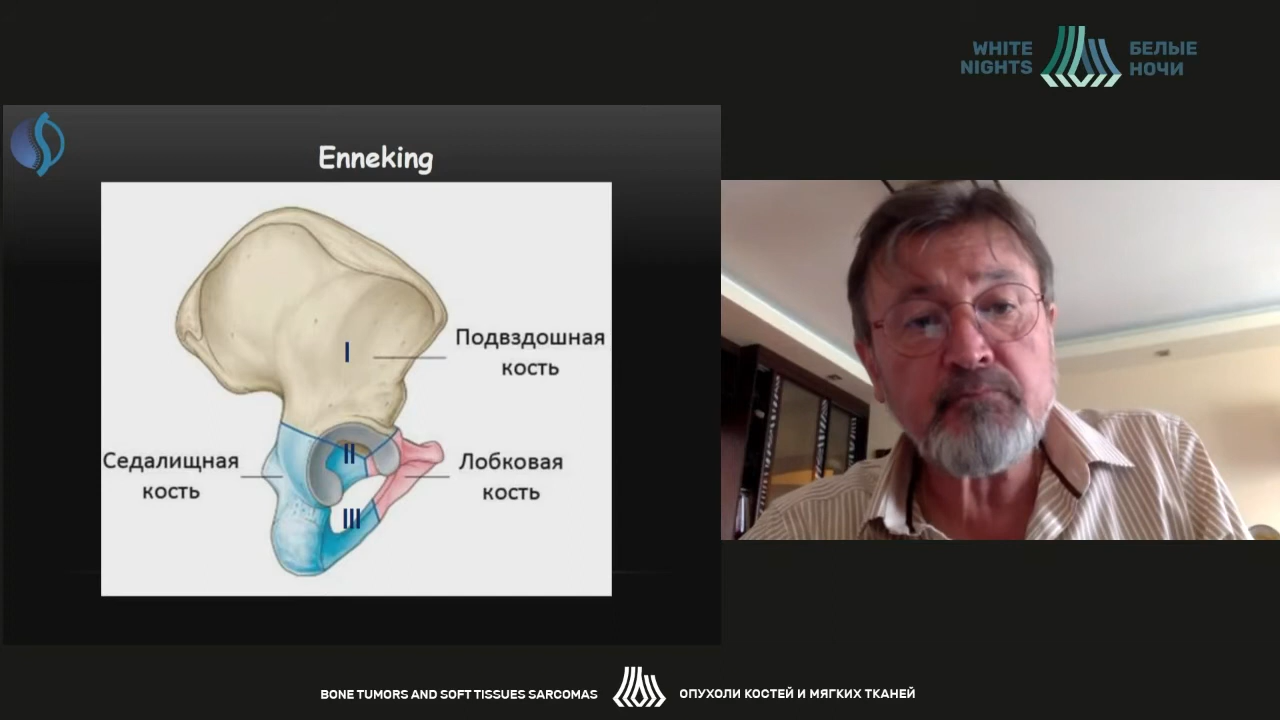 WHITE
NIGHTS
БЕЛЫЕ
НОЧИ
Enneking
I
Подвздошная
кость
II
Седалищная
кость
Лобковая
кость
III
BONE TUMORS AND SOFT TISSUES SARCOMAS
ОПУХОЛИ КОСТЕЙ И МЯГКИХ ТКАНЕЙ